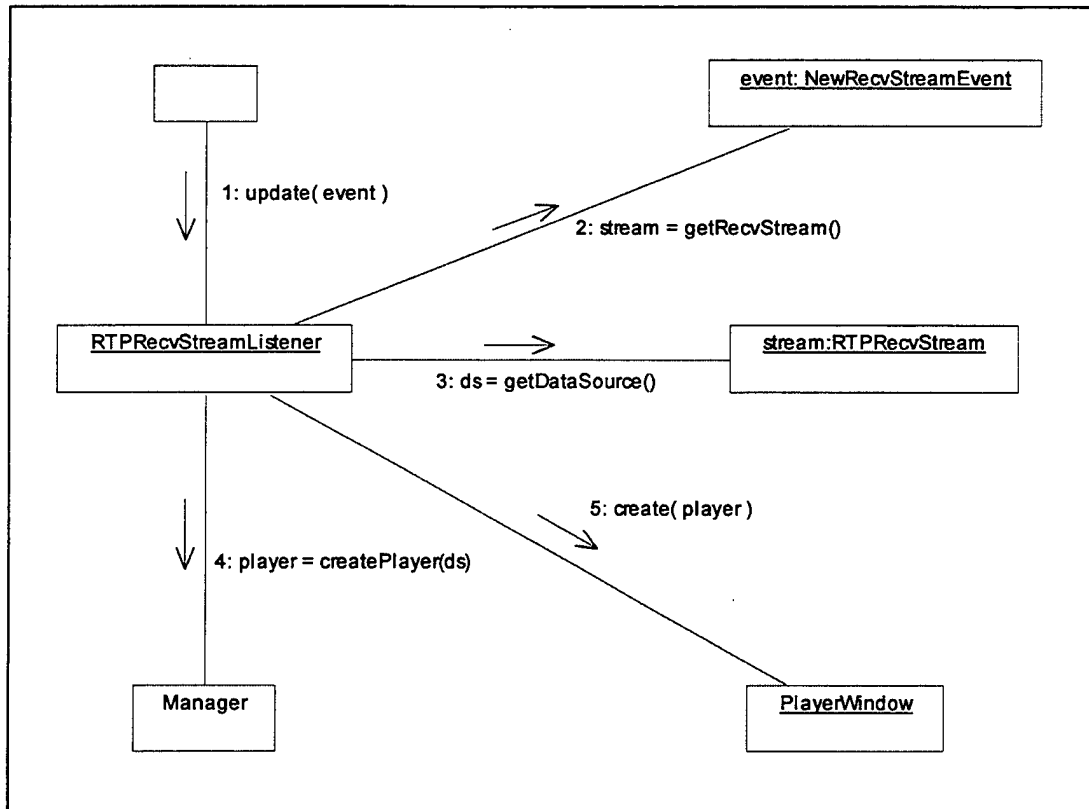 event: NewRecvStreamEvent
1: update( event )
2: stream = getRecvStream()
RTPRecvStreamListener
stream:RTPRecvStream
3: ds = getDataSource()
5: create( player )
4: player = createPlayer(ds)
Manager
PlayerWindow